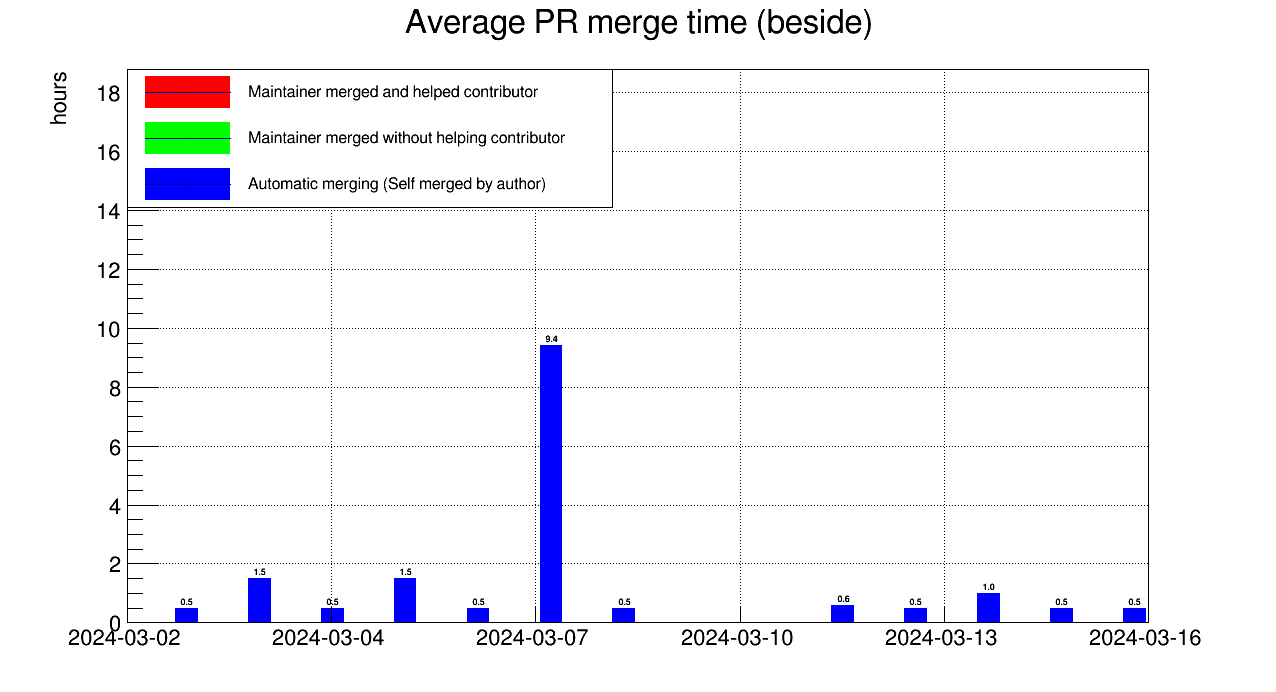 Average PR merge time (beside)
hours
18
16
14
12
10
8
6
4
2
0
Maintainer merged and helped contributor
Maintainer merged without helping contributor
Automatic merging (Self merged by author)
0.5 1.5 0.5 1.5 0.5 9.4 0.5 0.6 0.5 1.0 0.5 0.5
2024-03-02 2024-03-04 2024-03-07 2024-03-10 2024-03-13 2024-03-16